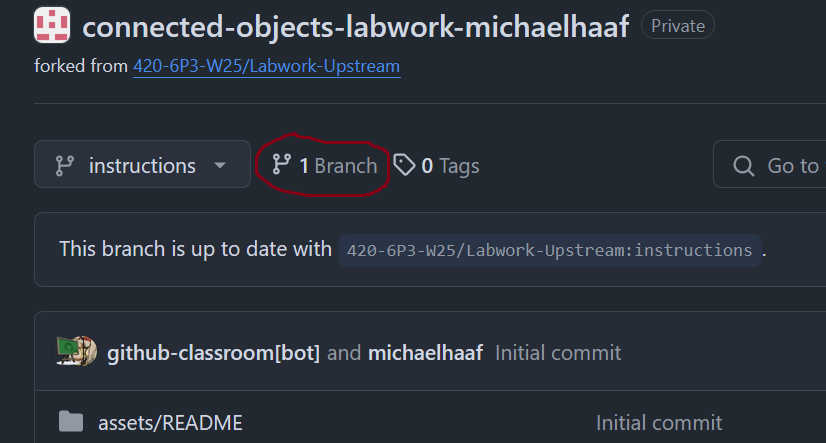 connected-objects-labwork-michaelhaaf Private
forked from 420-6P3-W25/Labwork-Upstream
instructions 1 Branch 0 Tags Go to
This branch is up to date with 420-6P3-W25/Labwork-Upstream:instructions.
github-classroom[bot] and michaelhaaf Initial commit
assets/README Initial commit